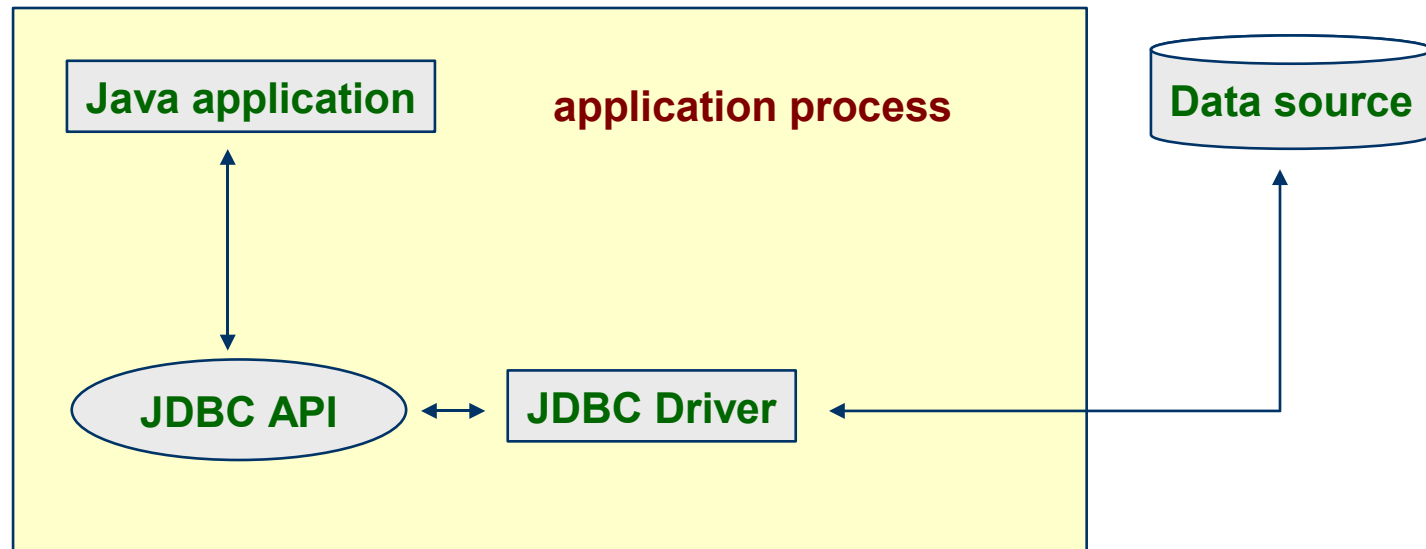 Java application
application process
Data source
JDBC API
JDBC Driver